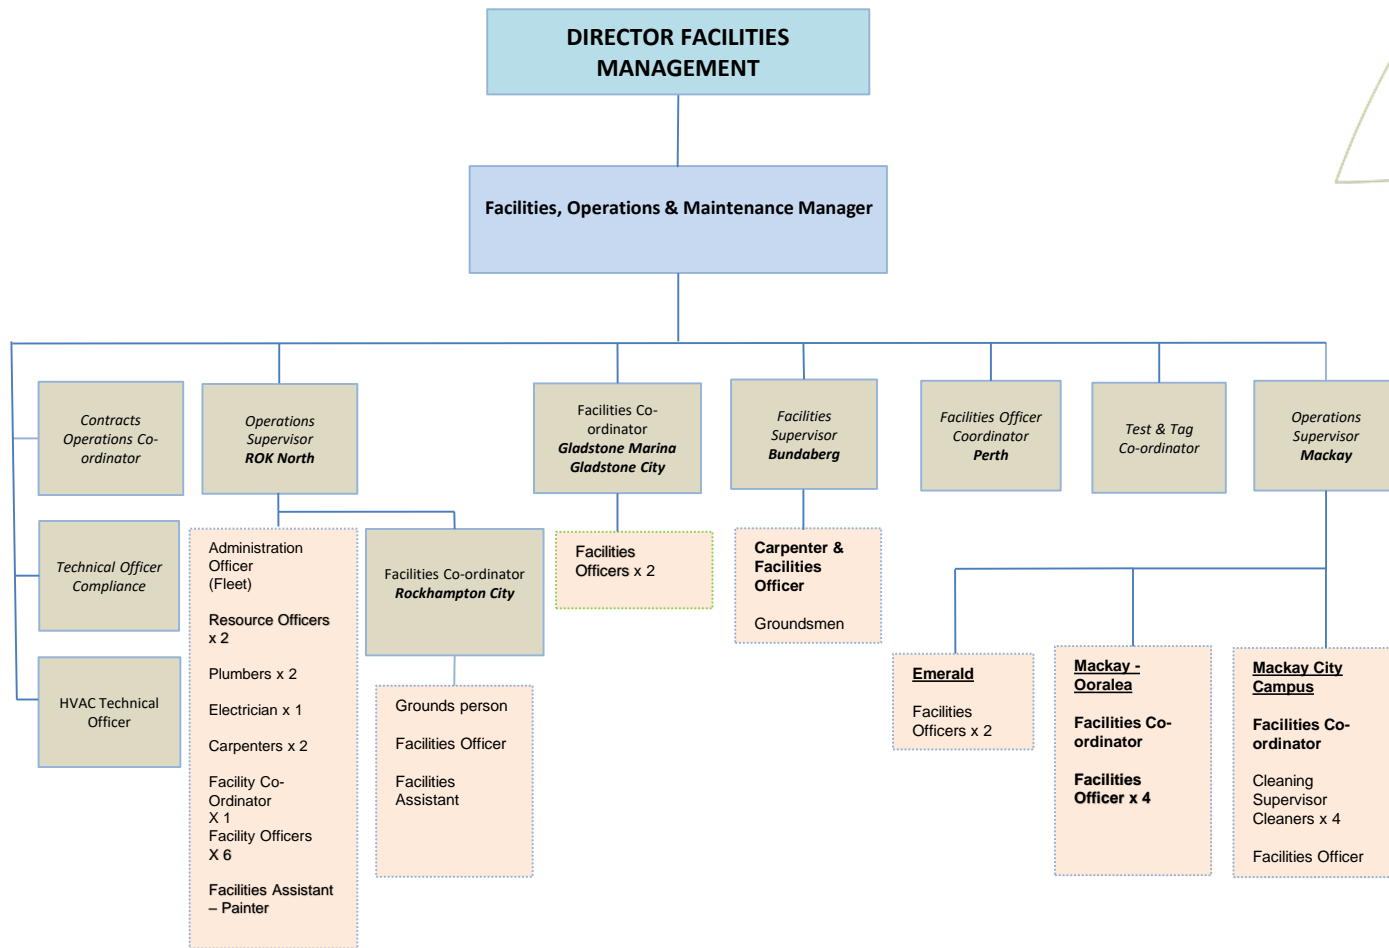 DIRECTOR FACILITIES
MANAGEMENT
Facilities, Operations & Maintenance Manager
Contracts
Operations Co-
ordinator
Operations
Supervisor
ROK North
Facilities Co-
ordinator
Gladstone Marina
Gladstone City
Facilities
Supervisor
Bundaberg
Facilities Officer
Coordinator
Perth
Test & Tag
Co-ordinator
Operations
Supervisor
Mackay
Technical Officer
Compliance
HVAC Technical
Officer
Administration
Officer
(Fleet)
Resource Officers
x 2
Plumbers x 2
Electrician x 1
Carpenters x 2
Facility Co-
Ordinator
X 1
Facility Officers
X 6
Facilities Assistant
– Painter
Facilities Co-ordinator
Rockhampton City
Grounds person
Facilities Officer
Facilities
Assistant
Facilities
Officers x 2
Carpenter &
Facilities
Officer
Groundsmen
Emerald
Facilities
Officers x 2
Mackay -
Ooralea
Facilities Co-
ordinator
Facilities
Officer x 4
Mackay City
Campus
Facilities Co-
ordinator
Cleaning
Supervisor
Cleaners x 4
Facilities Officer